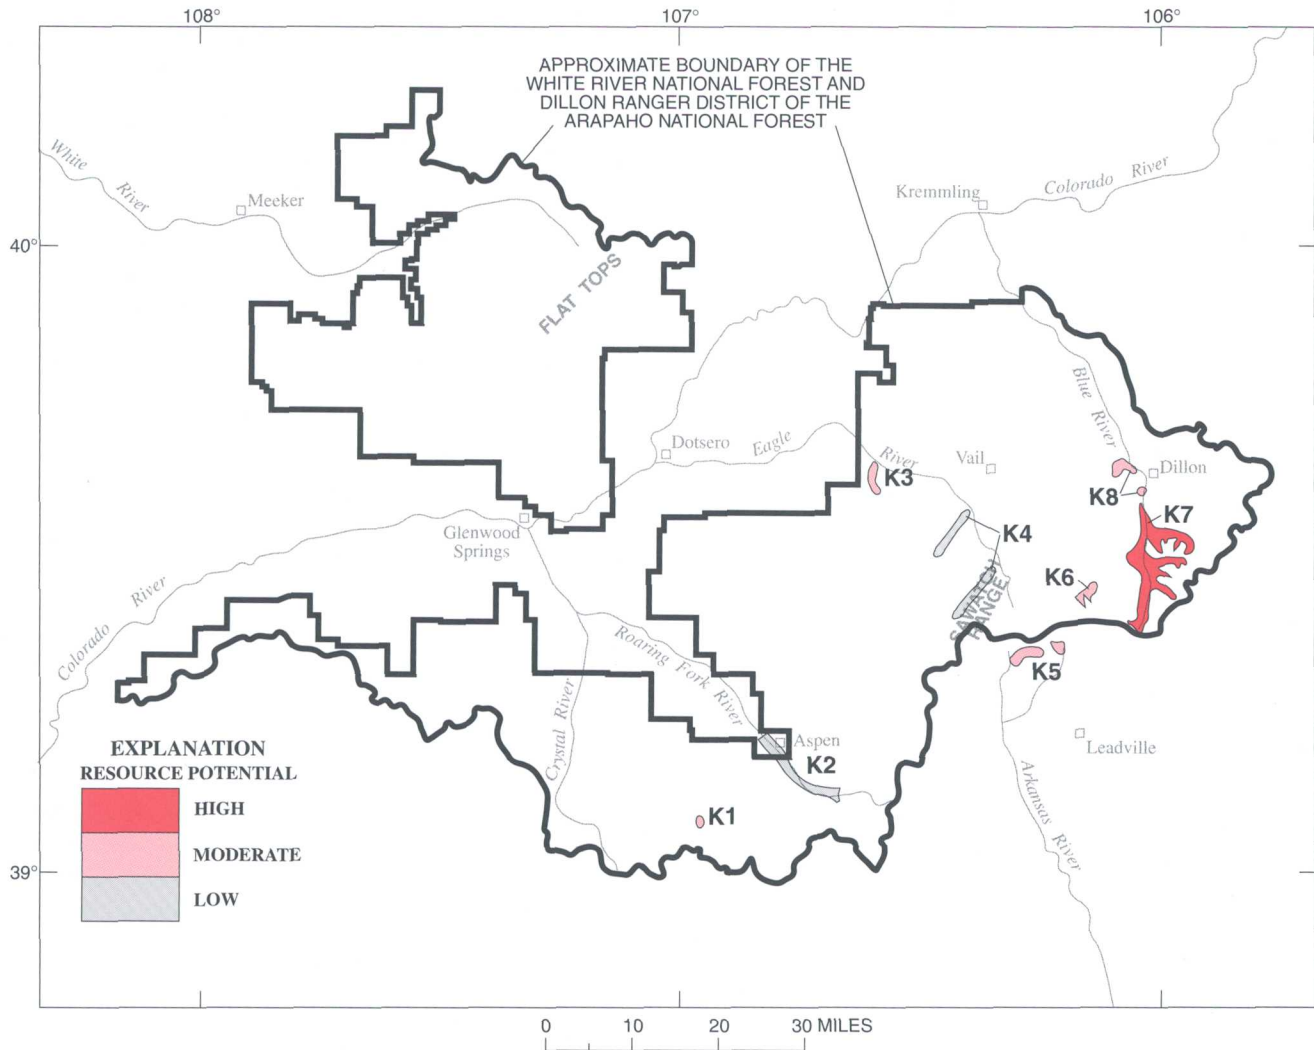 108°
107°
106°
APPROXIMATE BOUNDARY OF THE
WHITE RIVER NATIONAL FOREST AND
DILLON RANGER DISTRICT OF THE
ARAPAHO NATIONAL FOREST
White River
Meeker
Kremmling
Colorado River
40°
FLAT TOPS
Blue River
Dotsero
Eagle River
Vail
Dillon
K3
K8
K7
Glenwood
Springs
K4
K6
SAWATCH
RANGE
Colorado River
Roaring Fork River
K5
Crystal River
Aspen
K2
Leadville
Arkansas River
K1
39°
EXPLANATION
RESOURCE POTENTIAL
HIGH
MODERATE
LOW
0 10 20 30 MILES